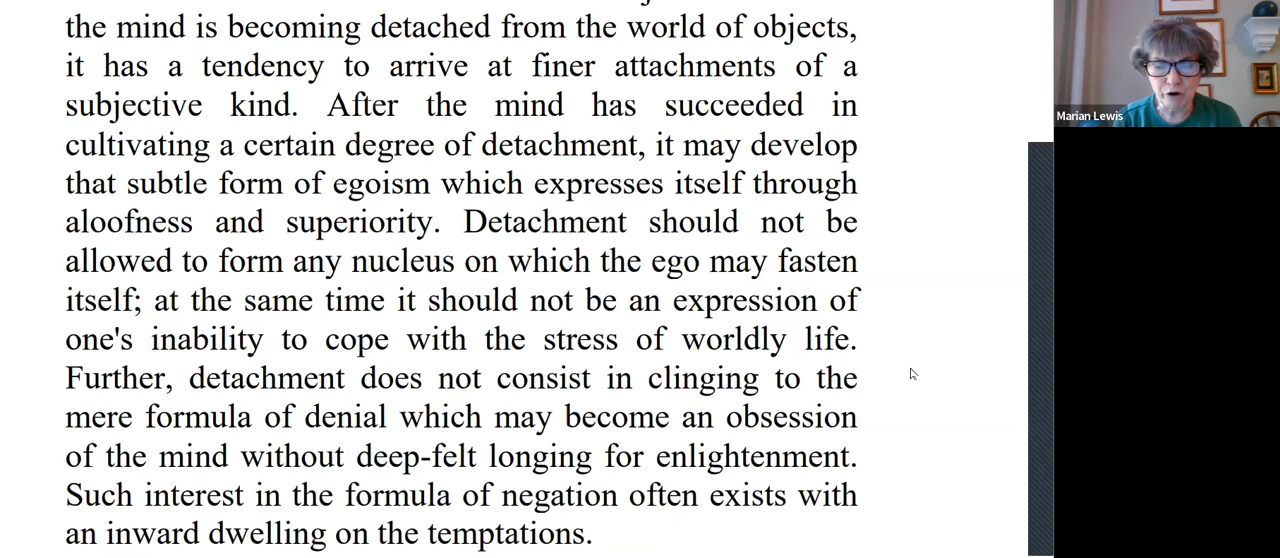 the mind is becoming detached from the world of objects,
it has a tendency to arrive at finer attachments of a
subjective kind. After the mind has succeeded in
cultivating a certain degree of detachment, it may develop
that subtle form of egoism which expresses itself through
aloofness and superiority. Detachment should not be
allowed to form any nucleus on which the ego may fasten
itself; at the same time it should not be an expression of
one's inability to cope with the stress of worldly life.
Further, detachment does not consist in clinging to the
mere formula of denial which may become an obsession
of the mind without deep-felt longing for enlightenment.
Such interest in the formula of negation often exists with
an inward dwelling on the temptations.
Marian Lewis